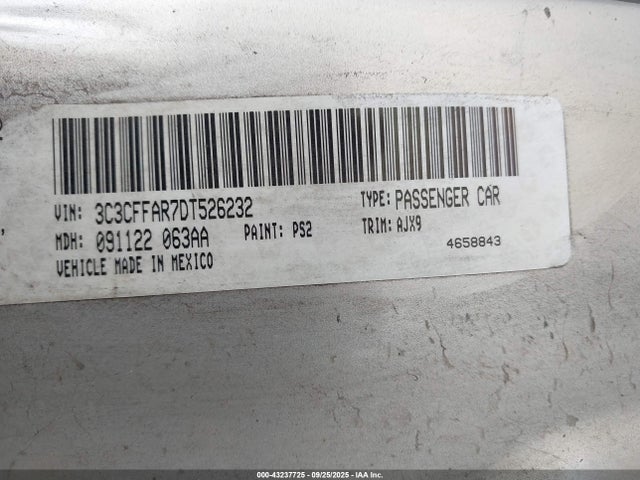 VIN: 3C3CFFAR7DT526232 TYPE: PASSENGER CAR
MDH: 091122 063AA PAINT: PS2 TRIM: AJX9
VEHICLE MADE IN MEXICO 4658843
000-43237725 - 09/25/2025 - IAA Inc.